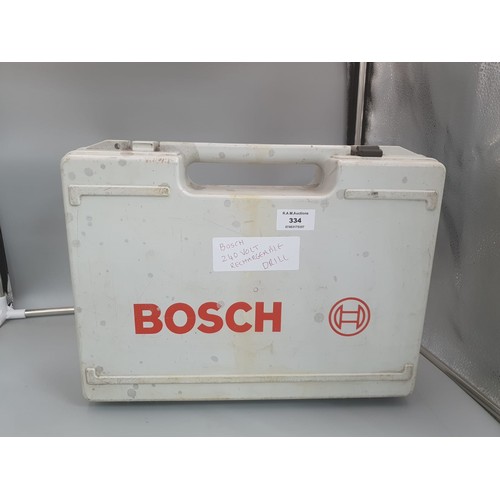 R & M Auctions
334
BOSCH
240 VOLT
RECHARGEABLE
DRILL
BOSCH